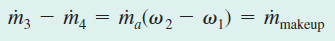 ṁ₃ − ṁ₄ = ṁₐ(ω₂ − ω₁) = ṁ_makeup